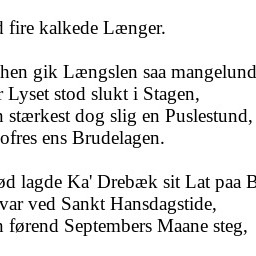 fire kalkede Længer.
hen gik Længslen saa mangelund
Lyset stod slukt i Stagen,
stærkest dog slig en Puslestund,
ofres ens Brudelagen.
ød lagde Ka' Drebæk sit Lat paa B
var ved Sankt Hansdagstide,
førend Septembers Maane steg,